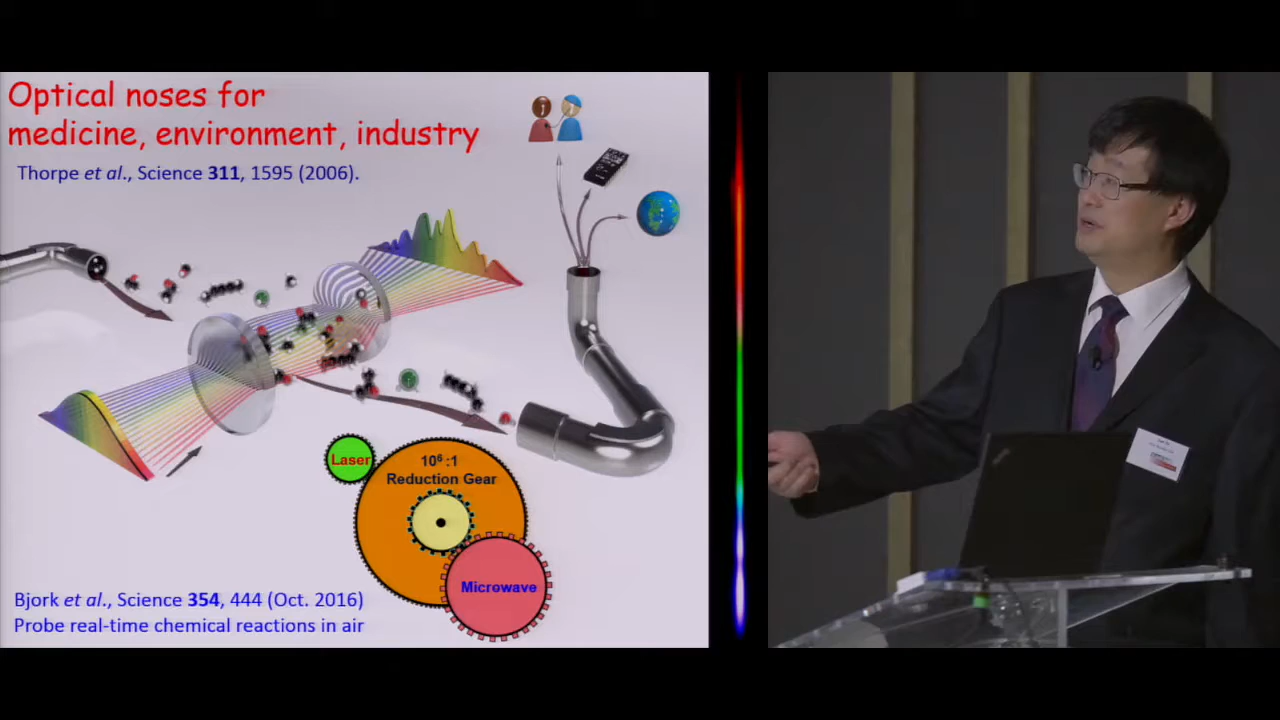 Optical noses for
medicine, environment, industry
Thorpe et al., Science 311, 1595 (2006).
Laser
10⁶ :1
Reduction Gear
Microwave
Bjork et al., Science 354, 444 (Oct. 2016)
Probe real-time chemical reactions in air